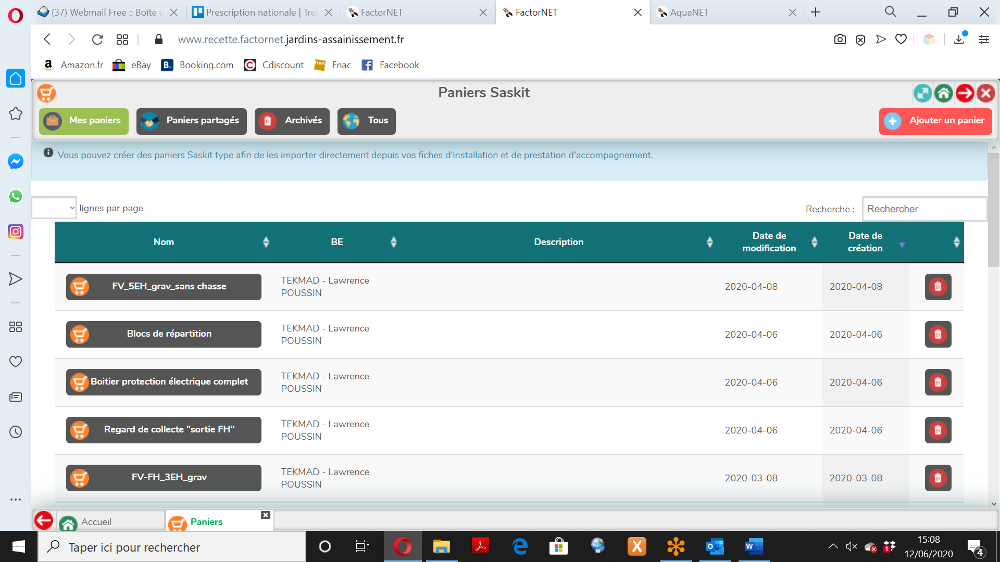 (37) Webmail Free :: Boîte d
Prescription nationale | Trel
FactorNET
FactorNET
AquaNET
www.recette.factornet.jardins-assainissement.fr
Amazon.fr
eBay
Booking.com
Cdiscount
Fnac
Facebook
Paniers Saskit
Mes paniers
Paniers partagés
Archivés
Tous
Ajouter un panier
Vous pouvez créer des paniers Saskit type afin de les importer directement depuis vos fiches d'installation et de prestation d'accompagnement.
lignes par page
Recherche :
Rechercher
Nom
BE
Description
Date de
modification
Date de
création
FV_5EH_grav_sans chasse
TEKMAD - Lawrence
POUSSIN
2020-04-08
2020-04-08
Blocs de répartition
TEKMAD - Lawrence
POUSSIN
2020-04-06
2020-04-06
Boitier protection électrique complet
TEKMAD - Lawrence
POUSSIN
2020-04-06
2020-04-06
Regard de collecte "sortie FH"
TEKMAD - Lawrence
POUSSIN
2020-04-06
2020-04-06
FV-FH_3EH_grav
TEKMAD - Lawrence
POUSSIN
2020-03-08
2020-03-08
Accueil
Paniers
Taper ici pour rechercher
15:08
12/06/2020
4